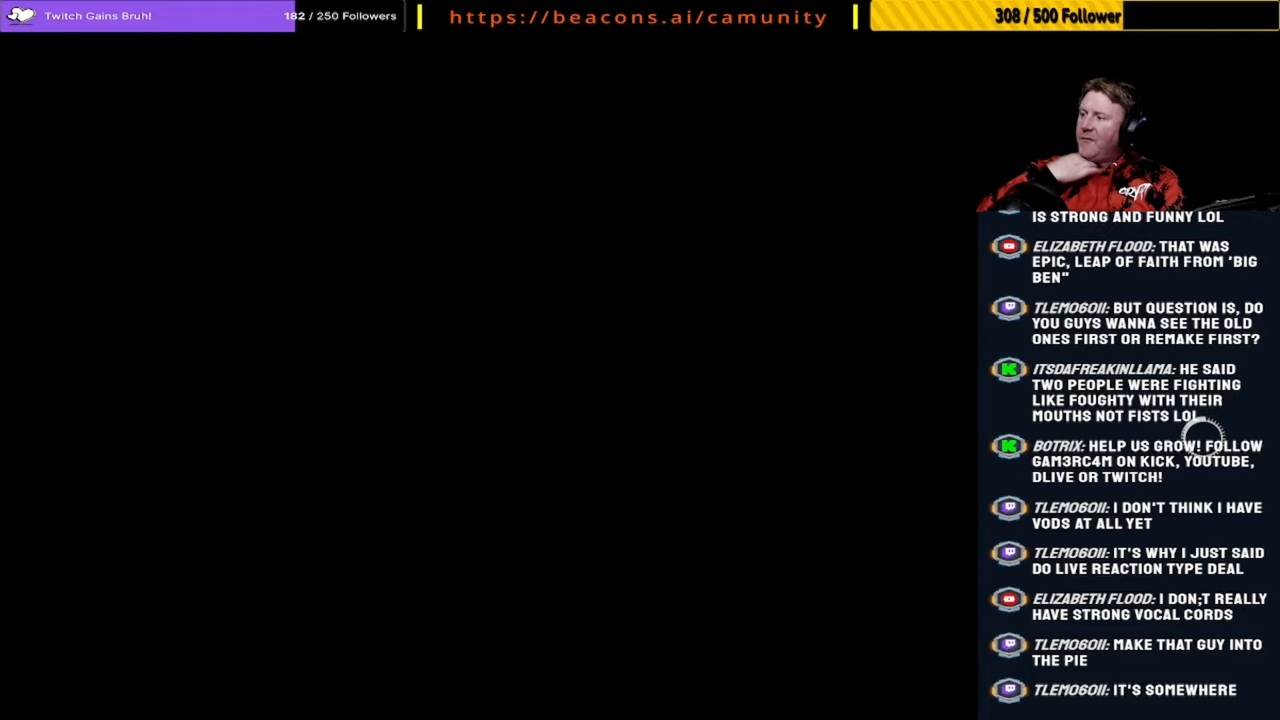 Twitch Gains Bruh!
182 / 250 Followers
https://beacons.ai/camunity
308 / 500 Follower
IS STRONG AND FUNNY LOL
ELIZABETH FLOOD: THAT WAS
EPIC, LEAP OF FAITH FROM 'BIG
BEN"
TLEMO6OII: BUT QUESTION IS, DO
YOU GUYS WANNA SEE THE OLD
ONES FIRST OR REMAKE FIRST?
ITSDAFREAKINLLAMA: HE SAID
TWO PEOPLE WERE FIGHTING
LIKE FOUGHTY WITH THEIR
MOUTHS NOT FISTS LOL
BOTRIX: HELP US GROW! FOLLOW
GAM3RC4M ON KICK, YOUTUBE,
DLIVE OR TWITCH!
TLEMO6OII: I DON'T THINK I HAVE
VODS AT ALL YET
TLEMO6OII: IT'S WHY I JUST SAID
DO LIVE REACTION TYPE DEAL
ELIZABETH FLOOD: I DON;T REALLY
HAVE STRONG VOCAL CORDS
TLEMO6OII: MAKE THAT GUY INTO
THE PIE
TLEMO6OII: IT'S SOMEWHERE